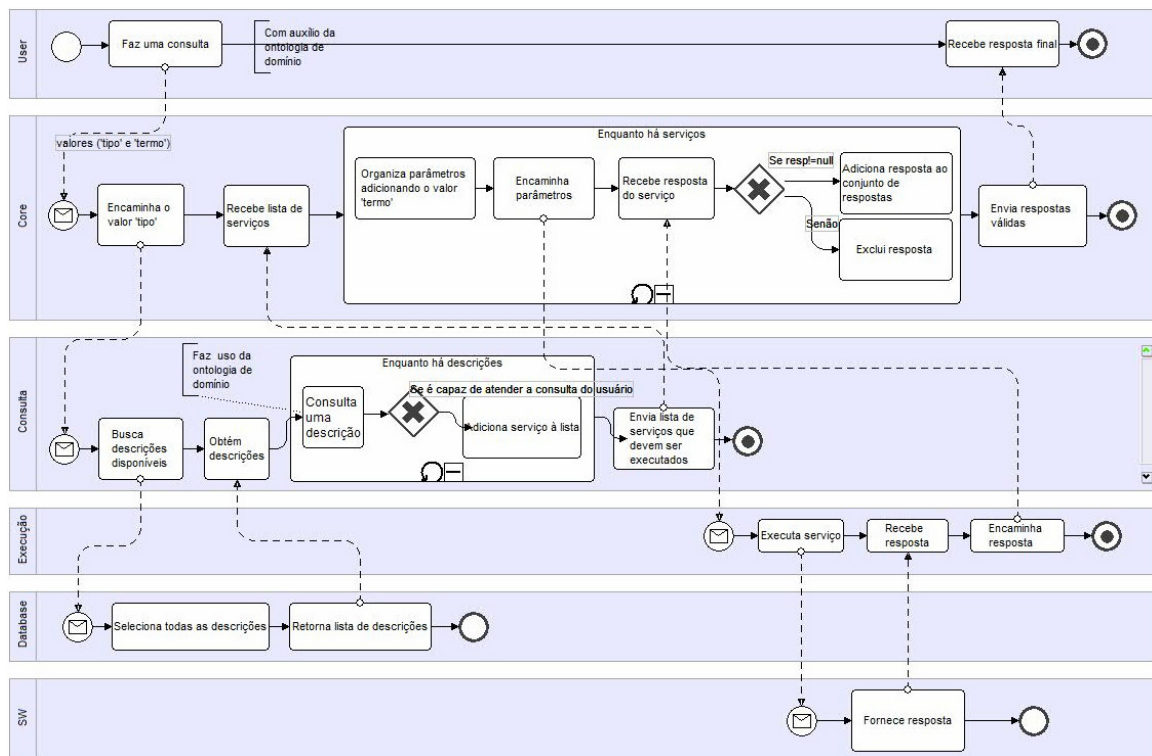 User
Faz uma consulta
Com auxílio da
ontologia de
domínio
Recebe resposta final
Core
valores ('tipo' e 'termo')
Encaminha o
valor 'tipo'
Recebe lista de
serviços
Enquanto há serviços
Organiza parâmetros
adicionando o valor
'termo'
Encaminha
parâmetros
Recebe resposta
do serviço
Se resp!=null
Senão
Adiciona resposta ao
conjunto de
respostas
Exclui resposta
Envia respostas
válidas
Consulta
Faz uso da
ontologia de
domínio
Busca
descrições
disponíveis
Obtém
descrições
Enquanto há descrições
Consulta
uma
descrição
Se é capaz de atender a consulta do usuário
Adiciona serviço à lista
Envia lista de
serviços que
devem ser
executados
Execução
Executa serviço
Recebe
resposta
Encaminha
resposta
Database
Seleciona todas as descrições
Retorna lista de descrições
SW
Fornece resposta